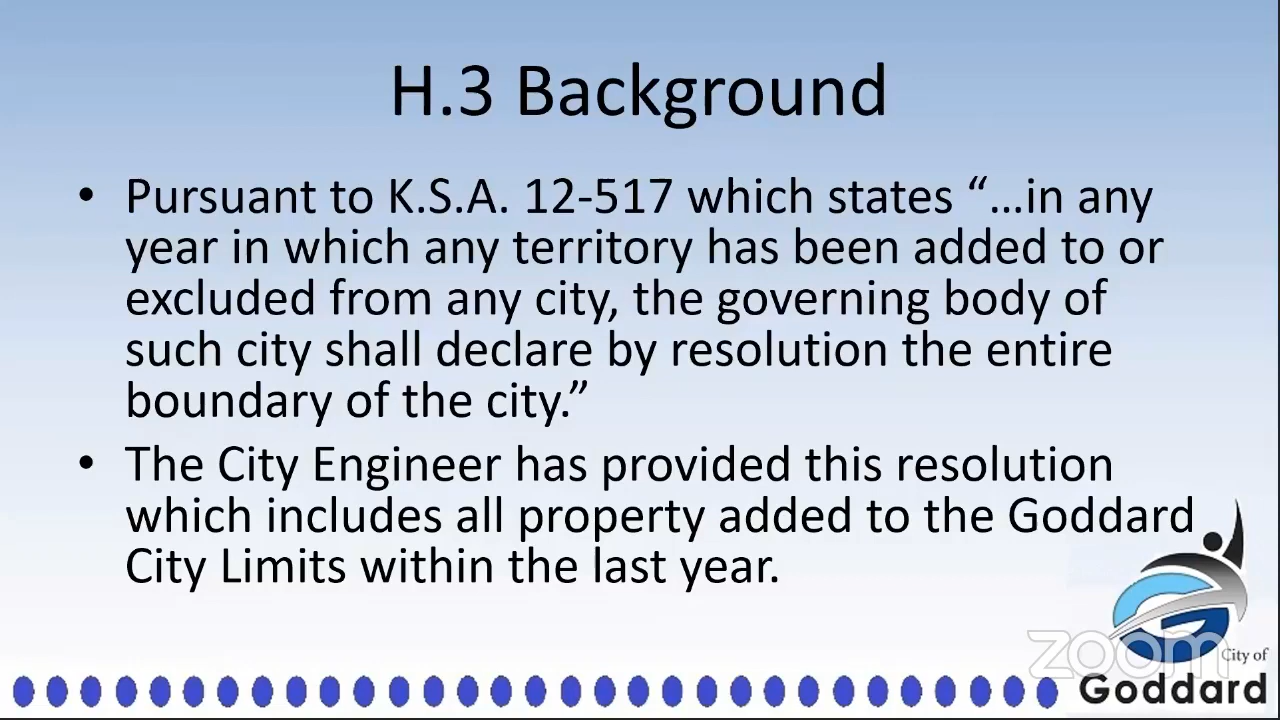 H.3 Background
• Pursuant to K.S.A. 12-517 which states “…in any
year in which any territory has been added to or
excluded from any city, the governing body of
such city shall declare by resolution the entire
boundary of the city.”
• The City Engineer has provided this resolution
which includes all property added to the Goddard
City Limits within the last year.
zoom
City of
Goddard